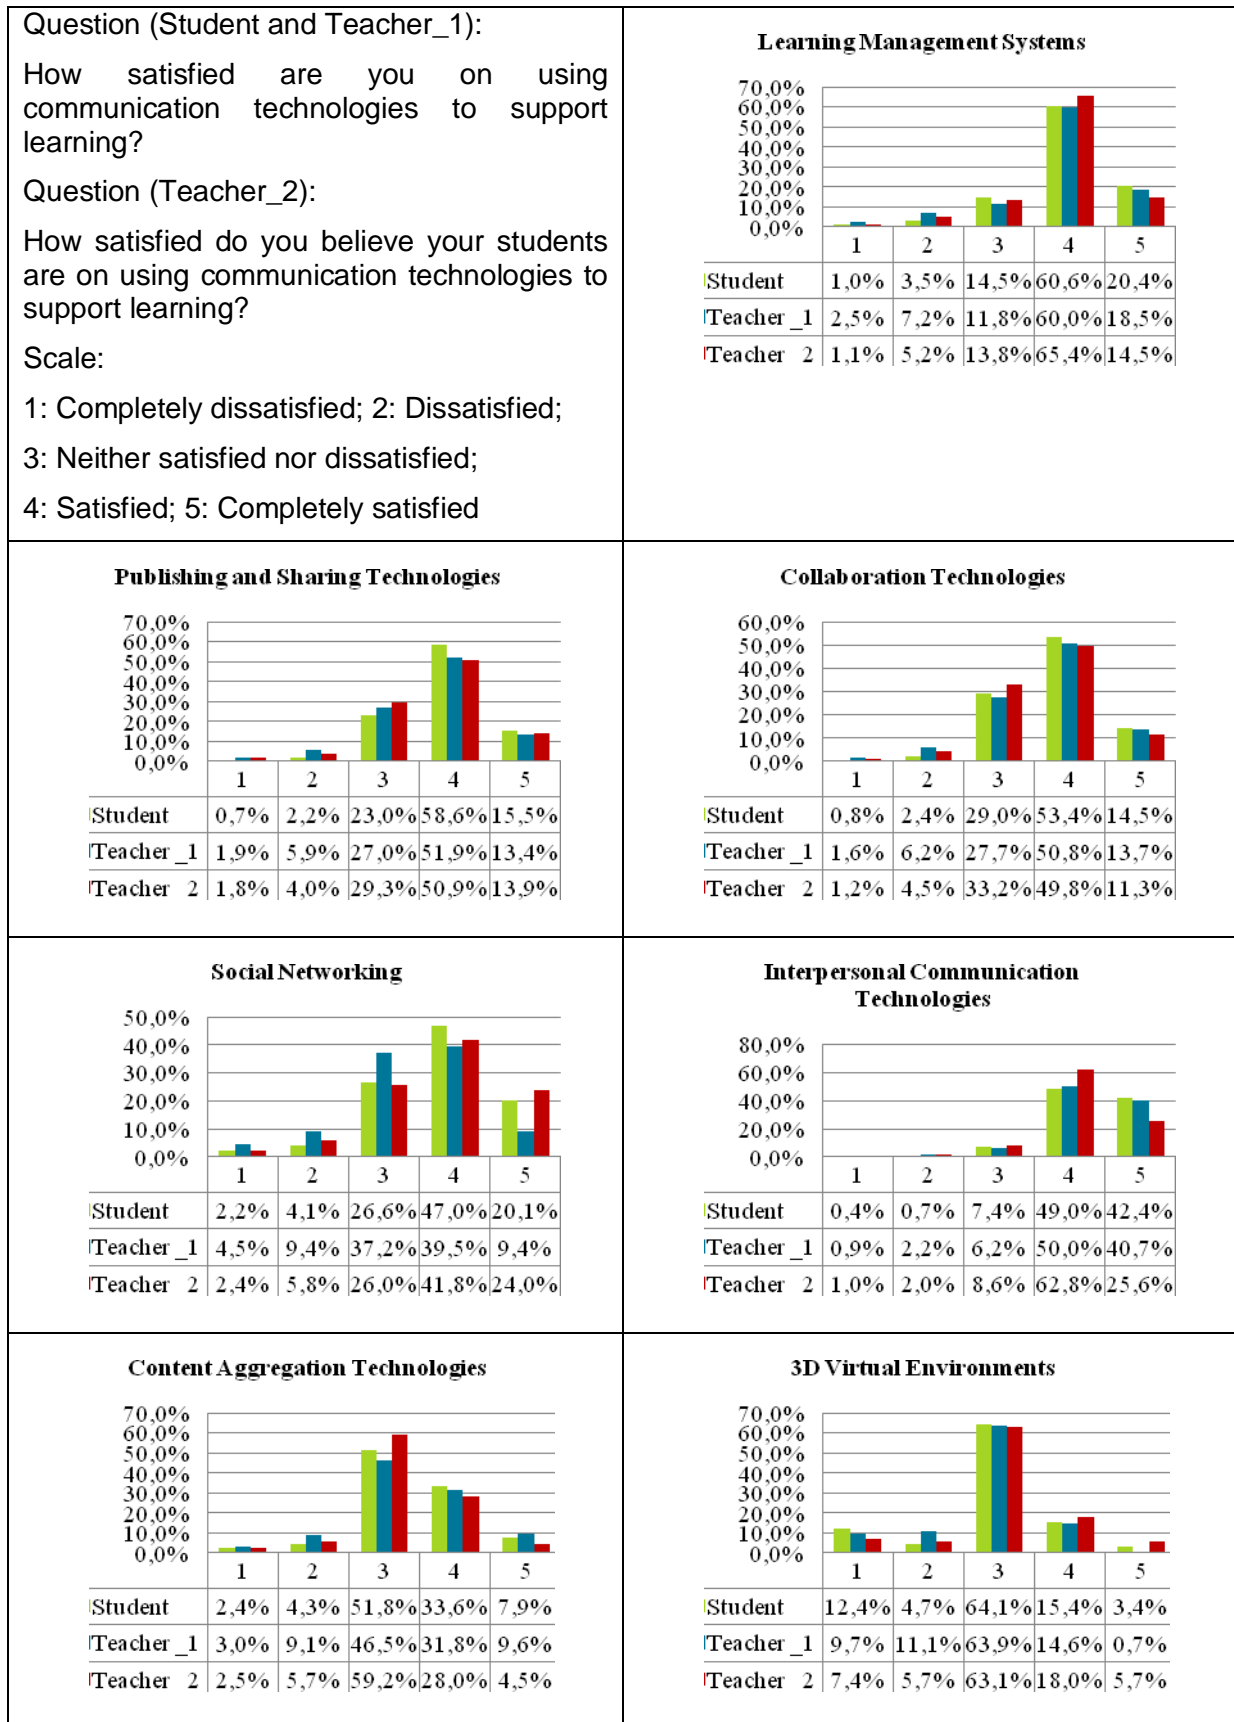 Question (Student and Teacher_1):
How satisfied are you on using
communication technologies to support
learning?
Question (Teacher_2):
How satisfied do you believe your students
are on using communication technologies to
support learning?
Scale:
1: Completely dissatisfied; 2: Dissatisfied;
3: Neither satisfied nor dissatisfied;
4: Satisfied; 5: Completely satisfied
Learning Management Systems
70,0%
60,0%
50,0%
40,0%
30,0%
20,0%
10,0%
0,0%
1 2 3 4 5
Student 1,0% 3,5% 14,5% 60,6% 20,4%
Teacher _1 2,5% 7,2% 11,8% 60,0% 18,5%
Teacher 2 1,1% 5,2% 13,8% 65,4% 14,5%
Publishing and Sharing Technologies
70,0%
60,0%
50,0%
40,0%
30,0%
20,0%
10,0%
0,0%
1 2 3 4 5
Student 0,7% 2,2% 23,0% 58,6% 15,5%
Teacher _1 1,9% 5,9% 27,0% 51,9% 13,4%
Teacher 2 1,8% 4,0% 29,3% 50,9% 13,9%
Collaboration Technologies
60,0%
50,0%
40,0%
30,0%
20,0%
10,0%
0,0%
1 2 3 4 5
Student 0,8% 2,4% 29,0% 53,4% 14,5%
Teacher _1 1,6% 6,2% 27,7% 50,8% 13,7%
Teacher 2 1,2% 4,5% 33,2% 49,8% 11,3%
Social Networking
50,0%
40,0%
30,0%
20,0%
10,0%
0,0%
1 2 3 4 5
Student 2,2% 4,1% 26,6% 47,0% 20,1%
Teacher _1 4,5% 9,4% 37,2% 39,5% 9,4%
Teacher 2 2,4% 5,8% 26,0% 41,8% 24,0%
Interpersonal Communication
Technologies
80,0%
60,0%
40,0%
20,0%
0,0%
1 2 3 4 5
Student 0,4% 0,7% 7,4% 49,0% 42,4%
Teacher _1 0,9% 2,2% 6,2% 50,0% 40,7%
Teacher 2 1,0% 2,0% 8,6% 62,8% 25,6%
Content Aggregation Technologies
70,0%
60,0%
50,0%
40,0%
30,0%
20,0%
10,0%
0,0%
1 2 3 4 5
Student 2,4% 4,3% 51,8% 33,6% 7,9%
Teacher _1 3,0% 9,1% 46,5% 31,8% 9,6%
Teacher 2 2,5% 5,7% 59,2% 28,0% 4,5%
3D Virtual Environments
70,0%
60,0%
50,0%
40,0%
30,0%
20,0%
10,0%
0,0%
1 2 3 4 5
Student 12,4% 4,7% 64,1% 15,4% 3,4%
Teacher _1 9,7% 11,1% 63,9% 14,6% 0,7%
Teacher 2 7,4% 5,7% 63,1% 18,0% 5,7%